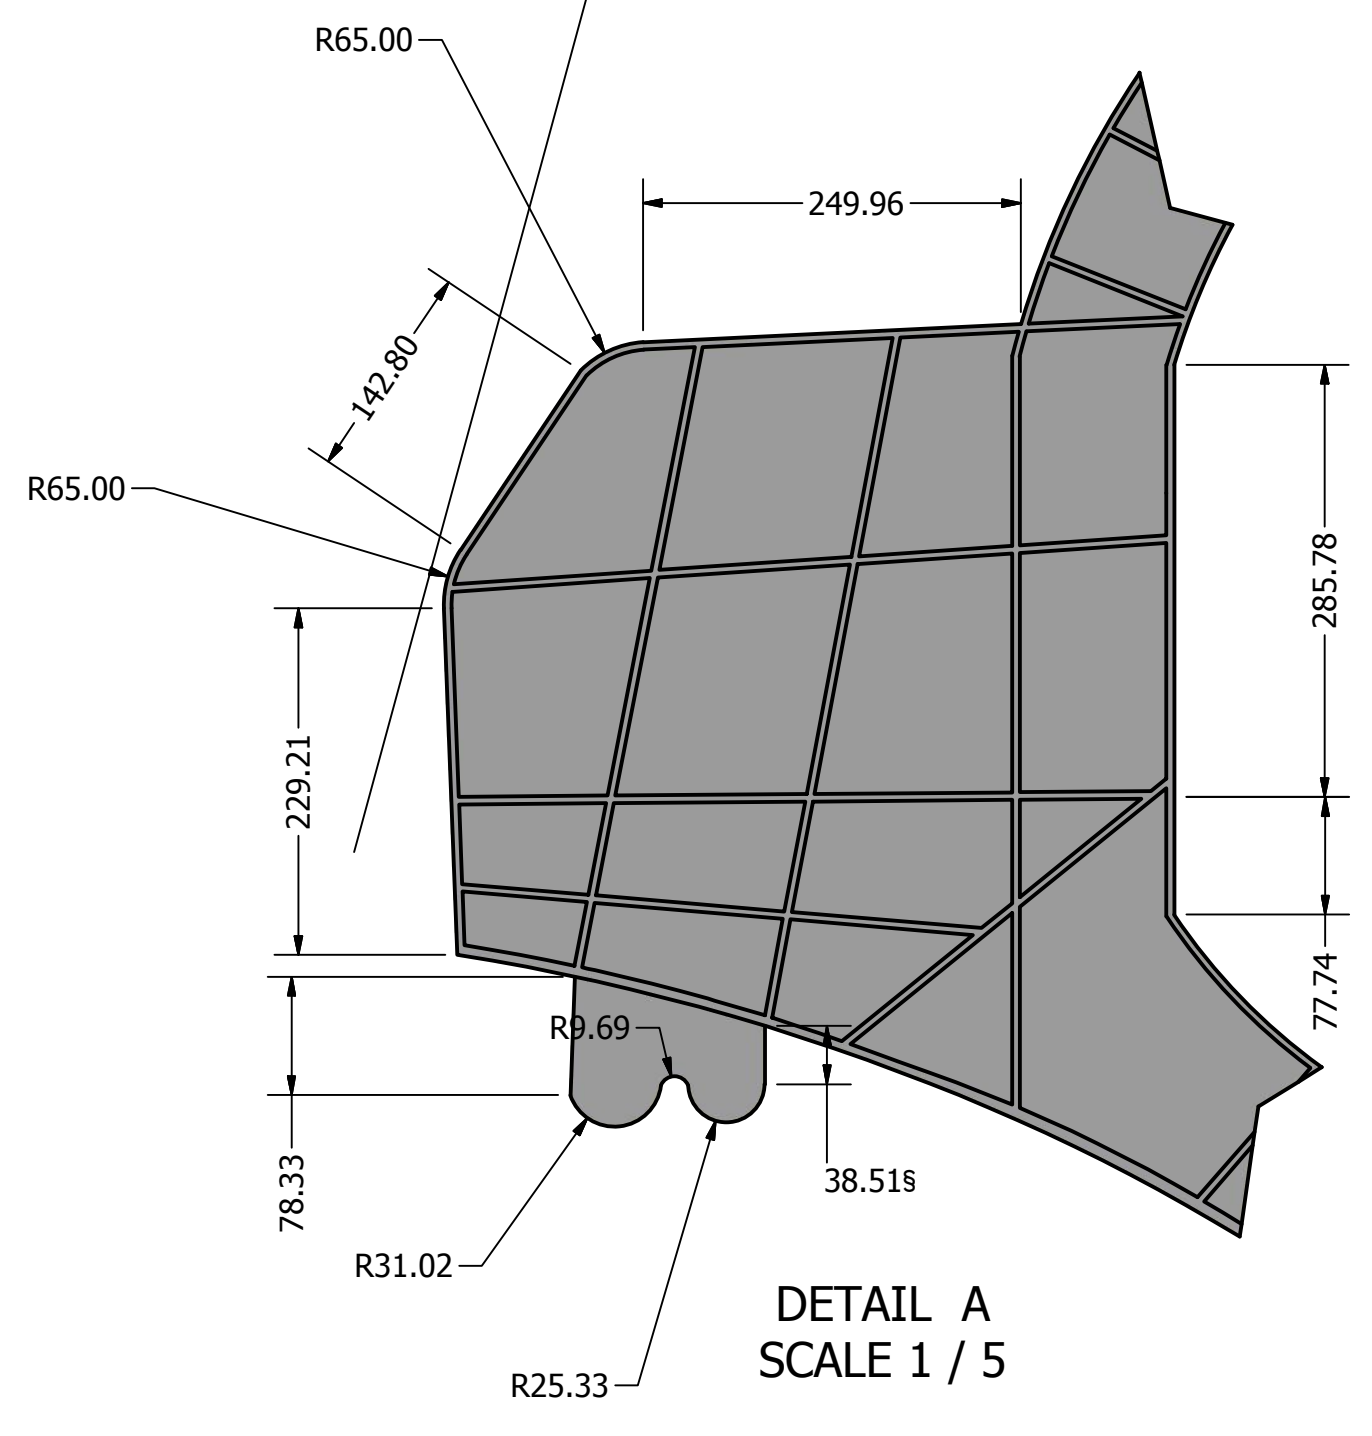 R65.00
249.96
142.80
R65.00
285.78
229.21
77.74
R9.69
78.33
38.51§
R31.02
DETAIL A
SCALE 1 / 5
R25.33